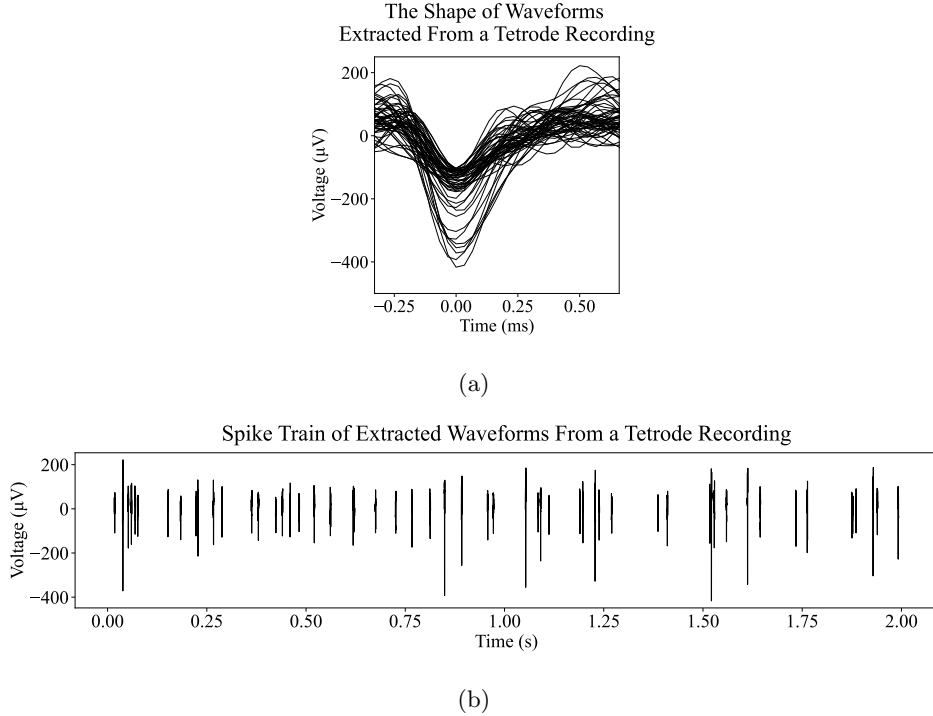 The Shape of Waveforms
Extracted From a Tetrode Recording
200
0
−200
−400
Voltage (μV)
−0.25 0.00 0.25 0.50
Time (ms)
(a)
Spike Train of Extracted Waveforms From a Tetrode Recording
200
0
−200
−400
Voltage (μV)
0.00 0.25 0.50 0.75 1.00 1.25 1.50 1.75 2.00
Time (s)
(b)